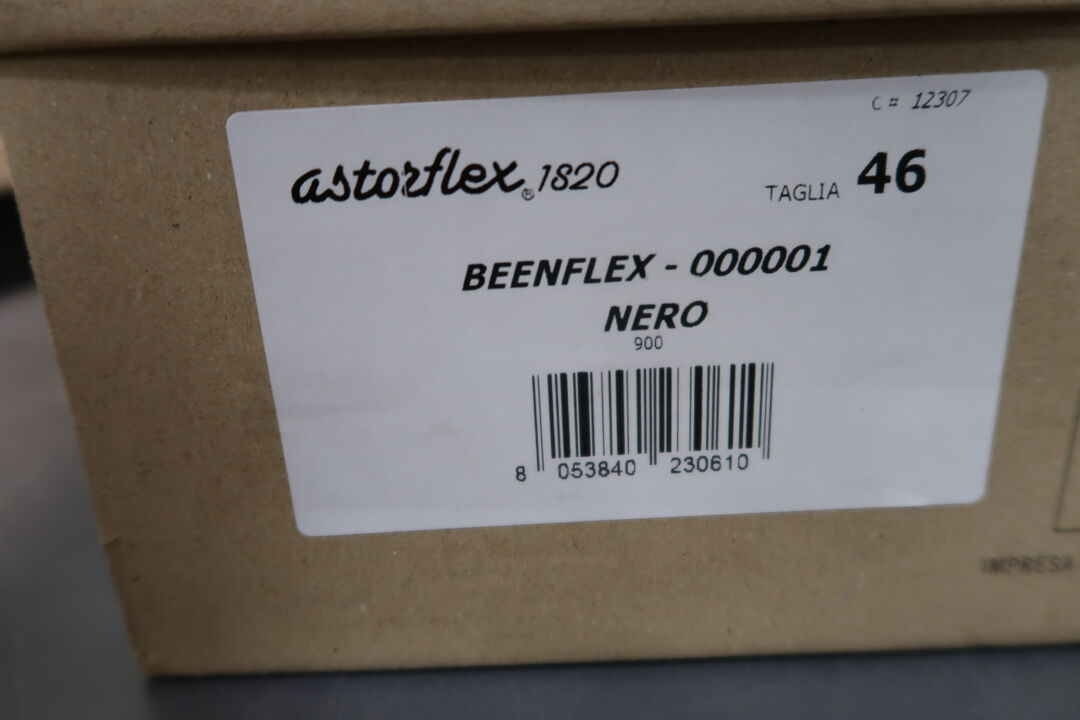 C # 12307
astorflex® 1820
TAGLIA 46
BEENFLEX - 000001
NERO
900
8 053840 230610
IMPRESA